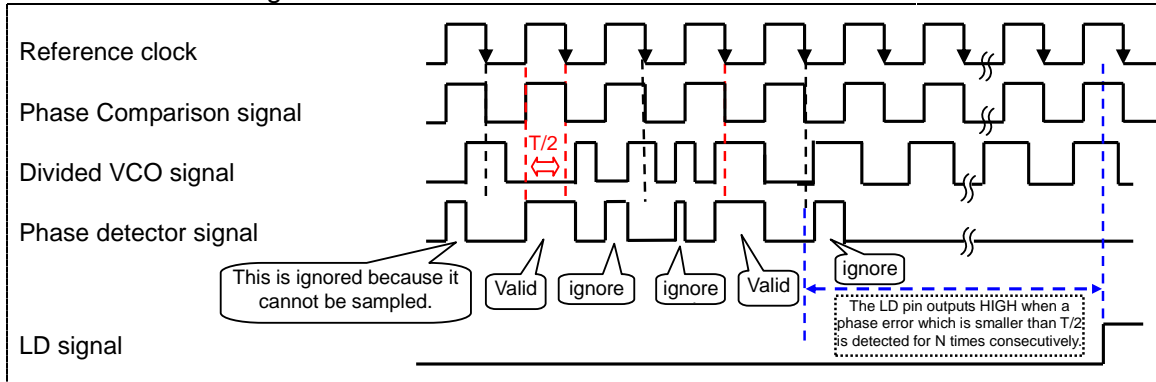 Reference clock
Phase Comparison signal
T/2
Divided VCO signal
Phase detector signal
This is ignored because it
cannot be sampled.
Valid
ignore
ignore
Valid
ignore
The LD pin outputs HIGH when a
phase error which is smaller than T/2
is detected for N times consecutively.
LD signal